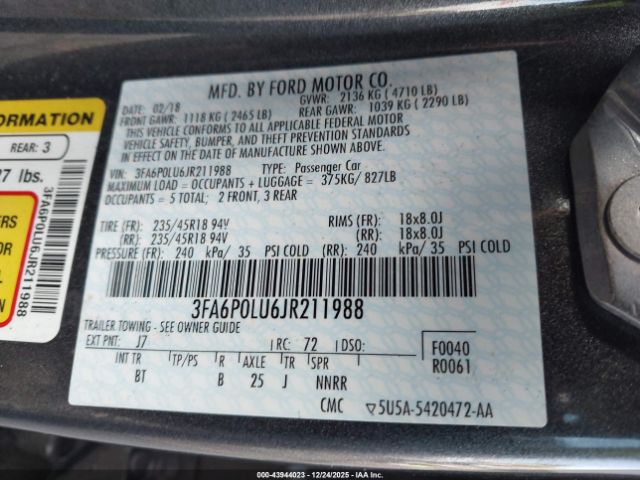 ORMATION
REAR: 3
27 lbs.
ERS
OR
3FA6P0LU6JR211988
MFD. BY FORD MOTOR CO.
02/18
GVWR: 2136 KG ( 4710 LB)
FRONT GAWR: 1118 KG ( 2465 LB)
REAR GAWR: 1039 KG ( 2290 LB)
THIS VEHICLE CONFORMS TO ALL APPLICABLE FEDERAL MOTOR
VEHICLE SAFETY, BUMPER, AND THEFT PREVENTION STANDARDS
IN EFFECT ON THE DATE OF MANUFACTURE SHOWN ABOVE.
VIN: 3FA6P0LU6JR211988 TYPE: Passenger Car
MAXIMUM LOAD = OCCUPANTS + LUGGAGE = 375KG/ 827LB
OCCUPANTS = 5 TOTAL; 2 FRONT, 3 REAR
TIRE (FR): 235/45R18 94V RIMS (FR): 18x8.0J
(RR): 235/45R18 94V (RR): 18x8.0J
PRESSURE (FR): 240 kPa/ 35 PSI COLD (RR): 240 kPa/ 35 PSI COLD
3FA6P0LU6JR211988
TRAILER TOWING - SEE OWNER GUIDE
EXT PNT: J7 RC: 72 DSO:
F0040
R0061
INT TR TP/PS R AXLE TR SPR
BT B 25 J NNRR
CMC ▽5U5A-5420472-AA
000-43944023 - 12/24/2025 - IAAI.COM